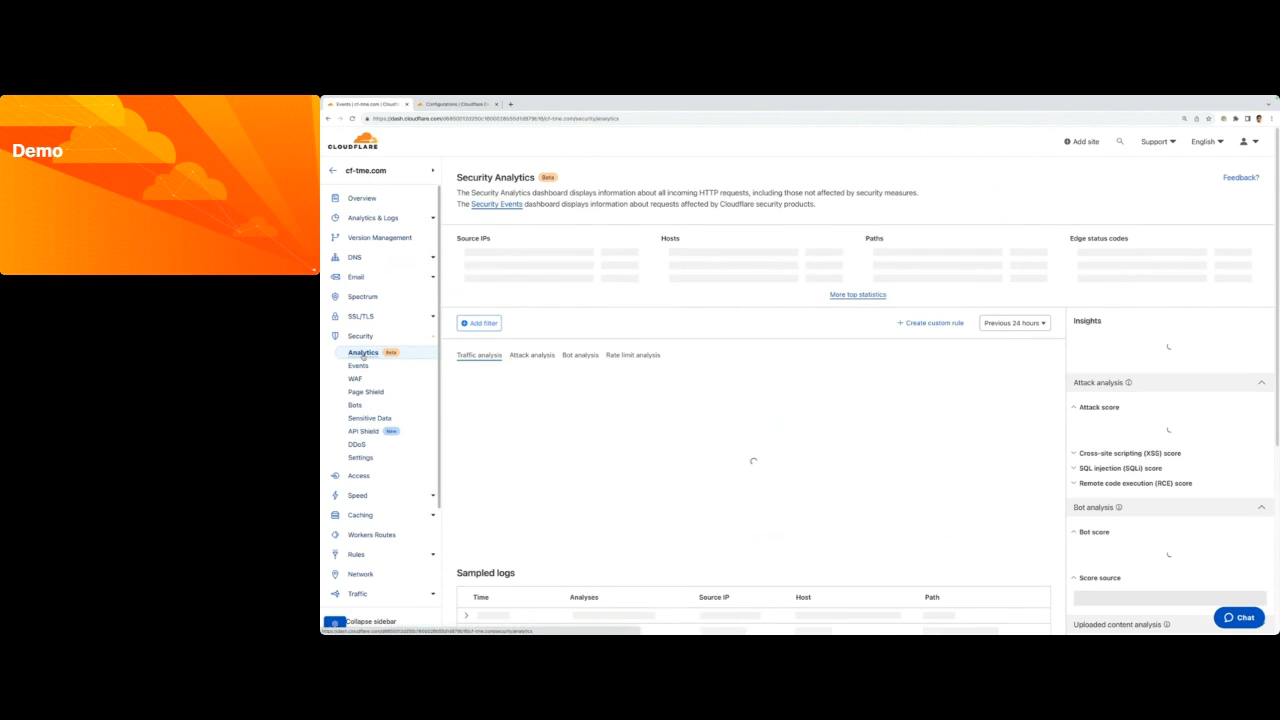 Demo
Events | cf-tme.com | Cloudf
Configurations | Cloudflare
CLOUDFLARE
Add site
Support
English
cf-tme.com
Overview
Analytics & Logs
Version Management
DNS
Email
Spectrum
SSL/TLS
Security
Analytics Beta
Events
WAF
Page Shield
Bots
Sensitive Data
API Shield New
DDoS
Settings
Access
Speed
Caching
Workers Routes
Rules
Network
Traffic
Collapse sidebar
Security Analytics Beta
Feedback?
The Security Analytics dashboard displays information about all incoming HTTP requests, including those not affected by security measures.
The Security Events dashboard displays information about requests affected by Cloudflare security products.
Source IPs
Hosts
Paths
Edge status codes
More top statistics
Add filter
Create custom rule
Previous 24 hours
Traffic analysis
Attack analysis
Bot analysis
Rate limit analysis
Sampled logs
Time
Analyses
Source IP
Host
Path
Insights
Attack analysis
Attack score
Cross-site scripting (XSS) score
SQL injection (SQLi) score
Remote code execution (RCE) score
Bot analysis
Bot score
Score source
Uploaded content analysis
Chat